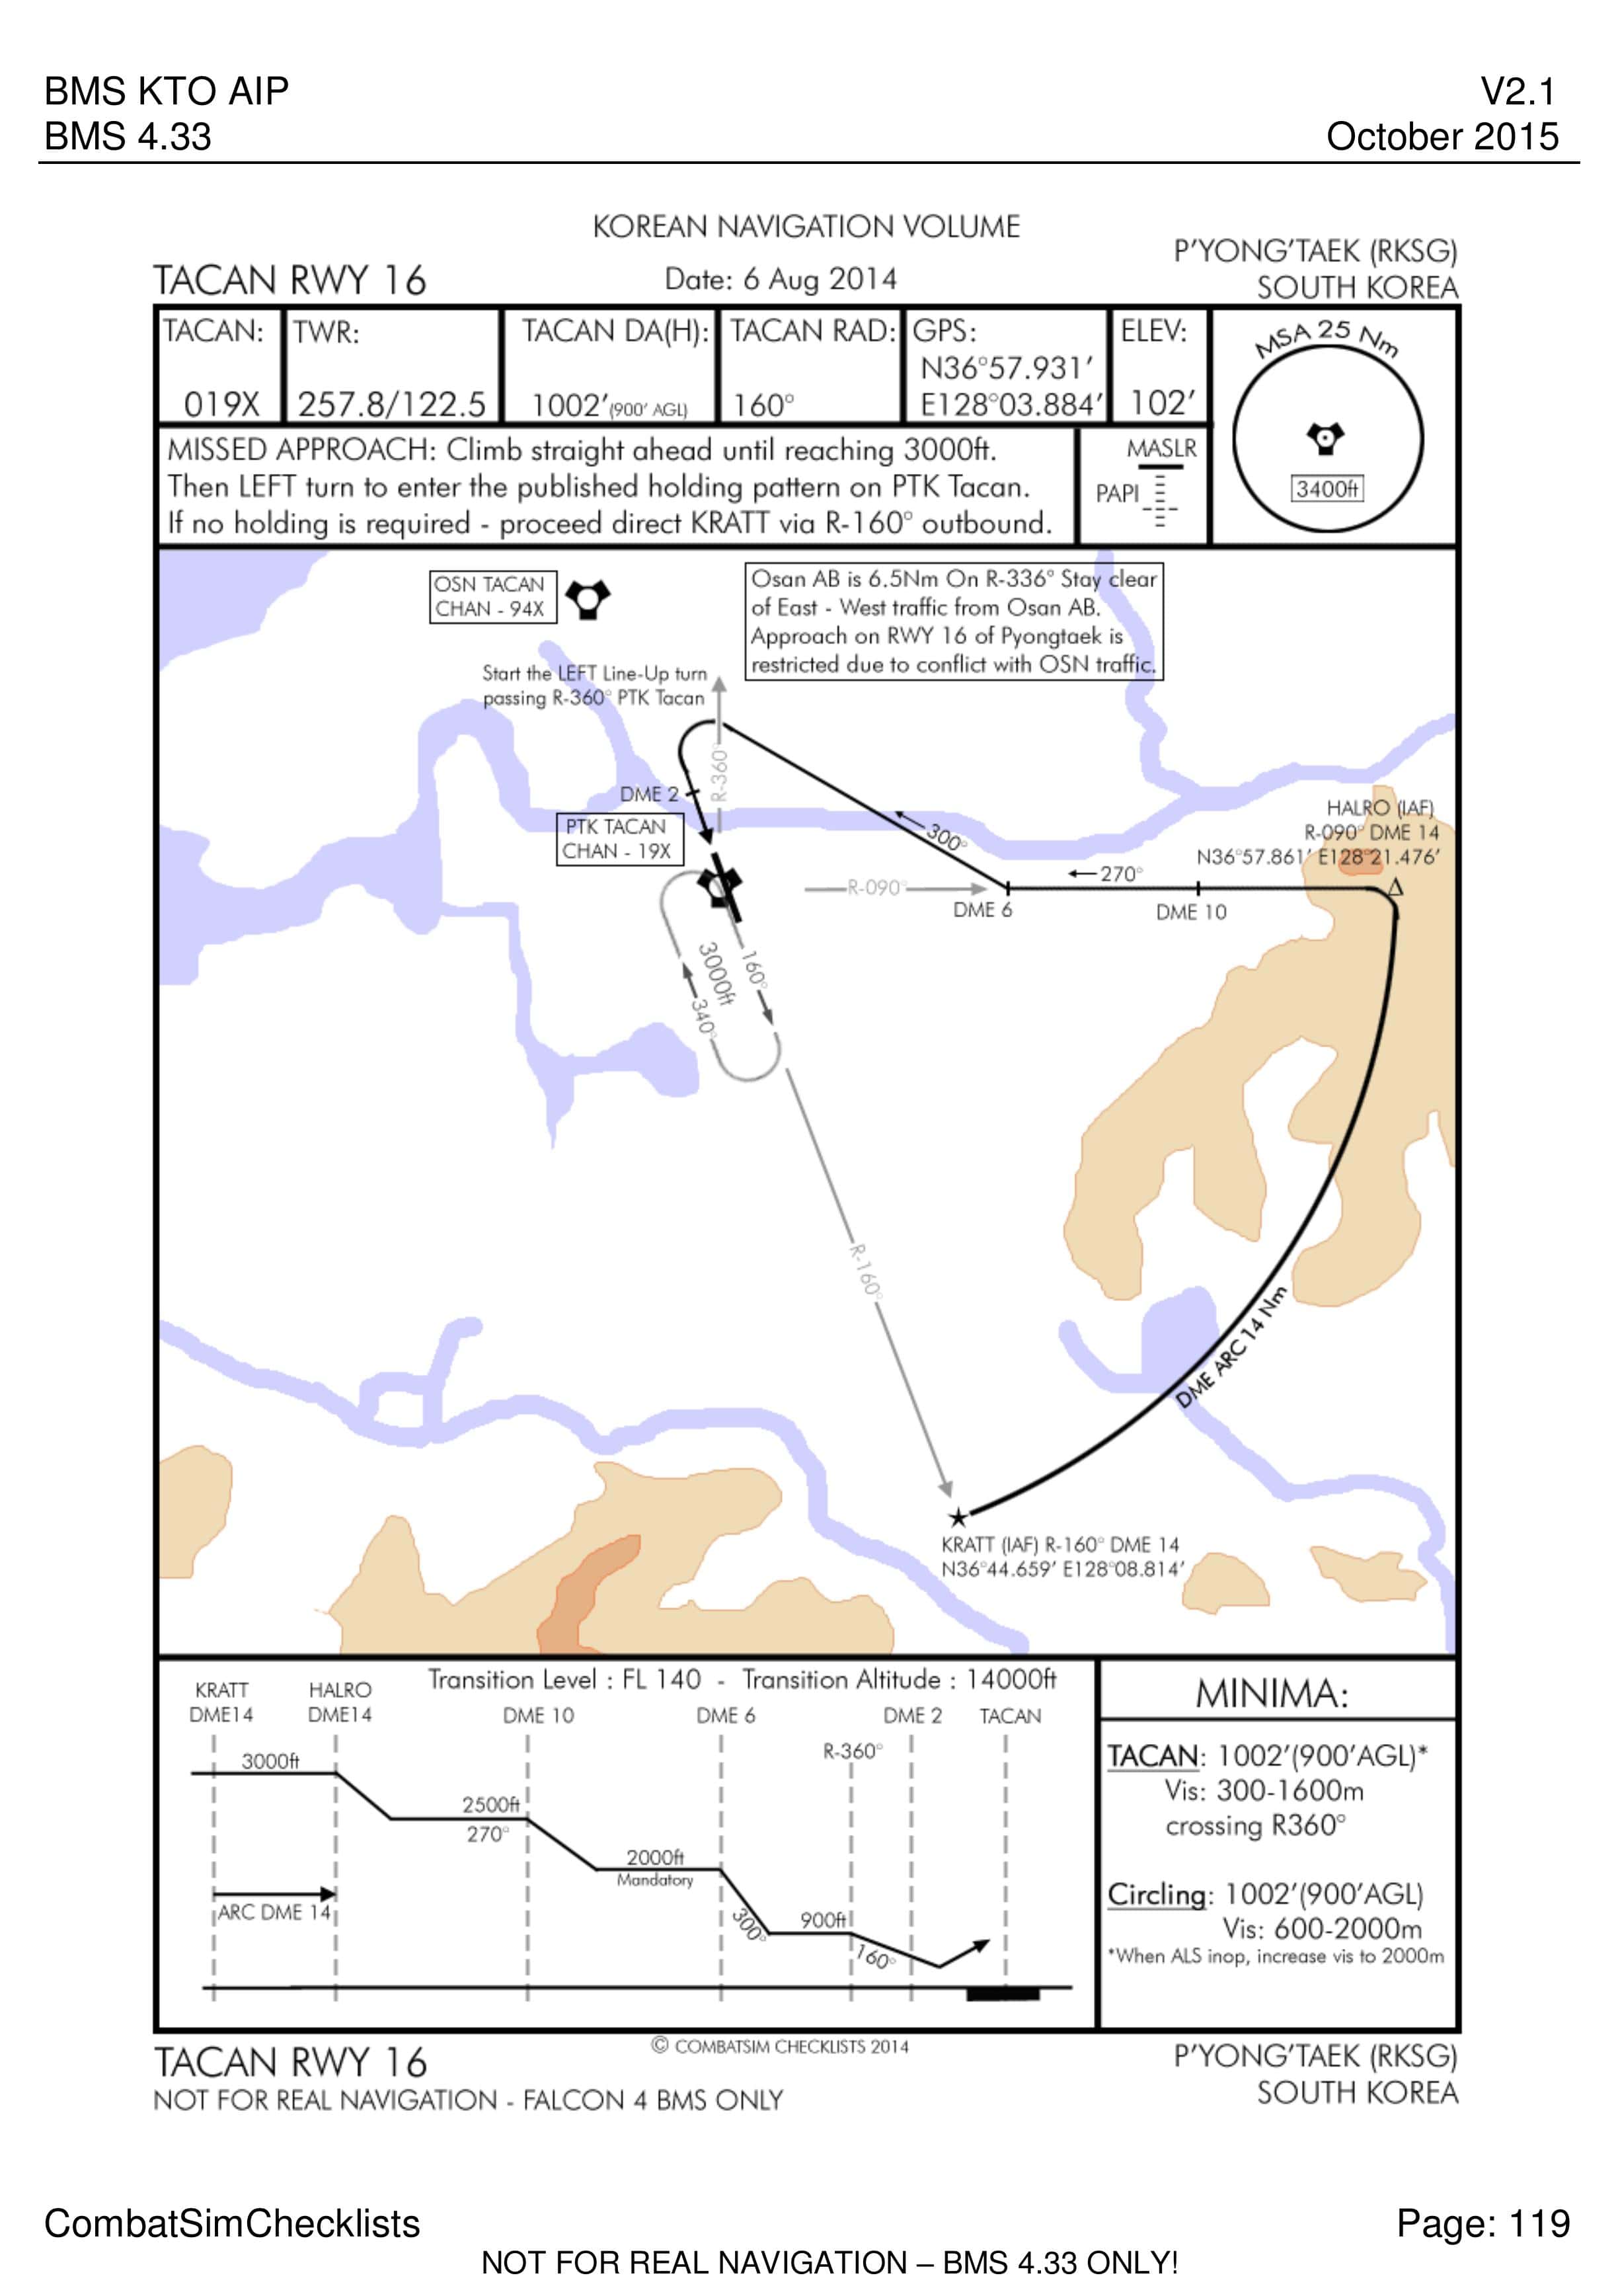 BMS KTO AIP
V2.1
BMS 4.33
October 2015
KOREAN NAVIGATION VOLUME
P'YONG'TAEK (RKSG)
TACAN RWY 16
Date: 6 Aug 2014
SOUTH KOREA
TACAN:
019X
TWR:
257.8/122.5
TACAN DA(H):
1002'(900' AGL)
TACAN RAD:
160°
GPS:
N36°57.931'
E128°03.884'
ELEV:
102'
MSA 25 Nm
3400ft
MISSED APPROACH: Climb straight ahead until reaching 3000ft.
Then LEFT turn to enter the published holding pattern on PTK Tacan.
If no holding is required - proceed direct KRATT via R-160° outbound.
MASLR
PAPI
OSN TACAN
CHAN - 94X
Osan AB is 6.5Nm On R-336° Stay clear
of East - West traffic from Osan AB.
Approach on RWY 16 of Pyongtaek is
restricted due to conflict with OSN traffic.
Start the LEFT Line-Up turn
passing R-360° PTK Tacan
R-360°
DME 2
PTK TACAN
CHAN - 19X
300°
HALRO (IAF)
R-090° DME 14
N36°57.861' E128°21.476'
270°
R-090°
DME 6
DME 10
160°
3000ft
340°
R-160°
DME ARC 14 Nm
KRATT (IAF) R-160° DME 14
N36°44.659' E128°08.814'
Transition Level : FL 140 - Transition Altitude : 14000ft
KRATT
DME14
HALRO
DME14
DME 10
DME 6
DME 2
TACAN
R-360°
3000ft
2500ft
270°
2000ft
Mandatory
ARC DME 14
300°
900ft
160°
MINIMA:
TACAN: 1002'(900'AGL)*
Vis: 300-1600m
crossing R360°
Circling: 1002'(900'AGL)
Vis: 600-2000m
*When ALS inop, increase vis to 2000m
© COMBATSIM CHECKLISTS 2014
TACAN RWY 16
P'YONG'TAEK (RKSG)
NOT FOR REAL NAVIGATION - FALCON 4 BMS ONLY
SOUTH KOREA
CombatSimChecklists
Page: 119
NOT FOR REAL NAVIGATION – BMS 4.33 ONLY!